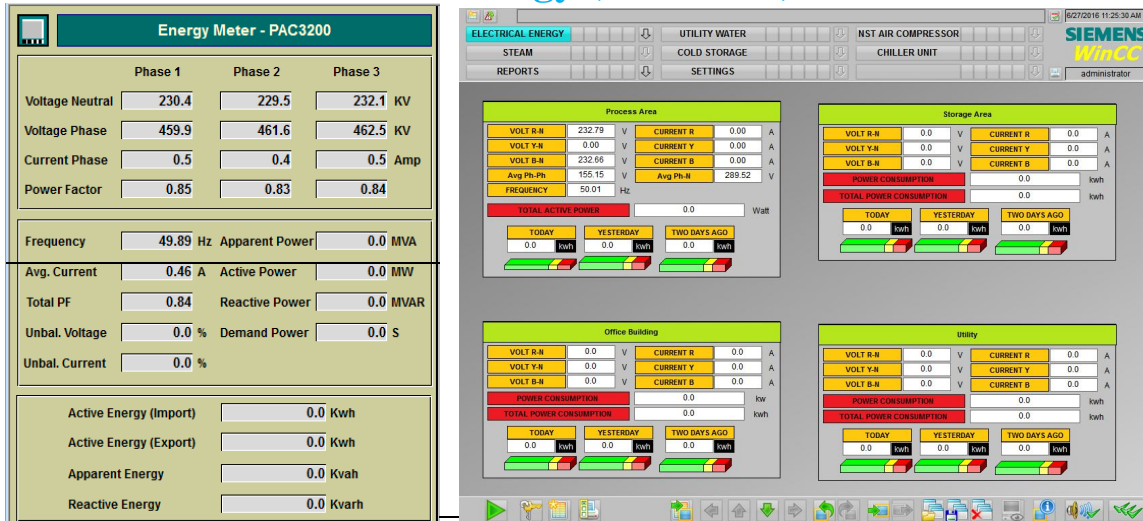 Energy Meter - PAC3200
Phase 1 Phase 2 Phase 3
Voltage Neutral 230.4 229.5 232.1 KV
Voltage Phase 459.9 461.6 462.5 KV
Current Phase 0.5 0.4 0.5 Amp
Power Factor 0.85 0.83 0.84
Frequency 49.89 Hz Apparent Power 0.0 MVA
Avg. Current 0.46 A Active Power 0.0 MW
Total PF 0.84 Reactive Power 0.0 MVAR
Unbal. Voltage 0.0 % Demand Power 0.0 S
Unbal. Current 0.0 %
Active Energy (Import) 0.0 Kwh
Active Energy (Export) 0.0 Kwh
Apparent Energy 0.0 Kvah
Reactive Energy 0.0 Kvarh
6/27/2016 11:25:30 AM
ELECTRICAL ENERGY UTILITY WATER NST AIR COMPRESSOR SIEMENS
STEAM COLD STORAGE CHILLER UNIT WinCC
REPORTS SETTINGS administrator
Process Area
VOLT R-N 232.79 V CURRENT R 0.00 A
VOLT Y-N 0.00 V CURRENT Y 0.00 A
VOLT B-N 232.66 V CURRENT B 0.00 A
Avg Ph-Ph 155.15 V Avg Ph-N 289.52 V
FREQUENCY 50.01 Hz
TOTAL ACTIVE POWER 0.0 Watt
TODAY YESTERDAY TWO DAYS AGO
0.0 kwh 0.0 kwh 0.0 kwh
Storage Area
VOLT R-N 0.0 V CURRENT R 0.0 A
VOLT Y-N 0.0 V CURRENT Y 0.0 A
VOLT B-N 0.0 V CURRENT B 0.0 A
POWER CONSUMPTION 0.0 kwh
TOTAL POWER CONSUMPTION 0.0 kwh
TODAY YESTERDAY TWO DAYS AGO
0.0 kwh 0.0 kwh 0.0 kwh
Office Building
VOLT R-N 0.0 V CURRENT R 0.0 A
VOLT Y-N 0.0 V CURRENT Y 0.0 A
VOLT B-N 0.0 V CURRENT B 0.0 A
POWER CONSUMPTION 0.0 kw
TOTAL POWER CONSUMPTION 0.0 kwh
TODAY YESTERDAY TWO DAYS AGO
0.0 kwh 0.0 kwh 0.0 kwh
Utility
VOLT R-N 0.0 V CURRENT R 0.0 A
VOLT Y-N 0.0 V CURRENT Y 0.0 A
VOLT B-N 0.0 V CURRENT B 0.0 A
POWER CONSUMPTION 0.0 kwh
TOTAL POWER CONSUMPTION 0.0 kwh
TODAY YESTERDAY TWO DAYS AGO
0.0 kwh 0.0 kwh 0.0 kwh